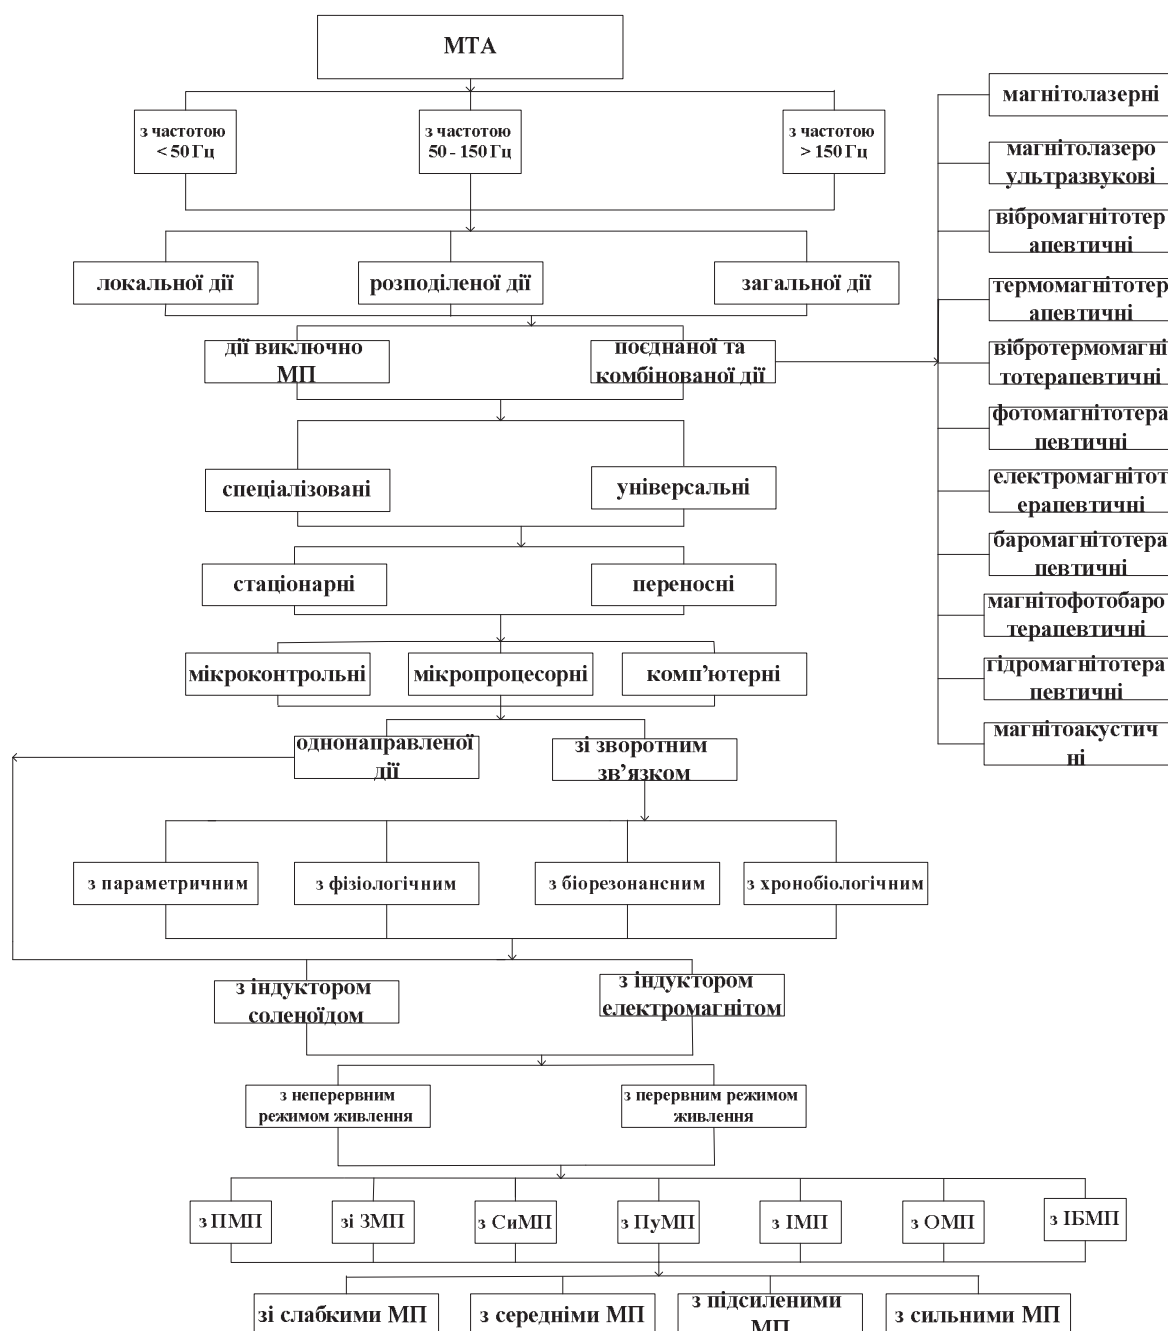 МТА
з частотою
< 50 Гц
з частотою
50 - 150 Гц
з частотою
> 150 Гц
локальної дії
розподіленої дії
загальної дії
дії виключно
МП
поєднаної та
комбінованої дії
магнітолазерні
магнітолазеро
ультразвукові
вібромагнітотер
апевтичні
термомагнітотер
апевтичні
вібротермомагні
тотерапевтичні
фотомагнітотера
певтичні
електромагнітот
ерапевтичні
баромагнітотера
певтичні
магнітофотобаро
терапевтичні
гідромагнітотера
певтичні
магнітоакустич
ні
спеціалізовані
універсальні
стаціонарні
переносні
мікроконтрольні
мікропроцесорні
комп’ютерні
однонаправленої
дії
зі зворотним
зв’язком
з параметричним
з фізіологічним
з біорезонансним
з хронобіологічним
з індуктором
соленоїдом
з індуктором
електромагнітом
з неперервним
режимом живлення
з перервним режимом
живлення
з ПМП
зі ЗМП
з СиМП
з ПуМП
з ІМП
з ОМП
з ІБМП
зі слабкими МП
з середніми МП
з підсиленими
МП
з сильними МП